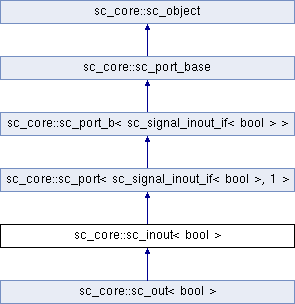 sc_core::sc_object
sc_core::sc_port_base
sc_core::sc_port_b< sc_signal_inout_if< bool > >
sc_core::sc_port< sc_signal_inout_if< bool >, 1 >
sc_core::sc_inout< bool >
sc_core::sc_out< bool >